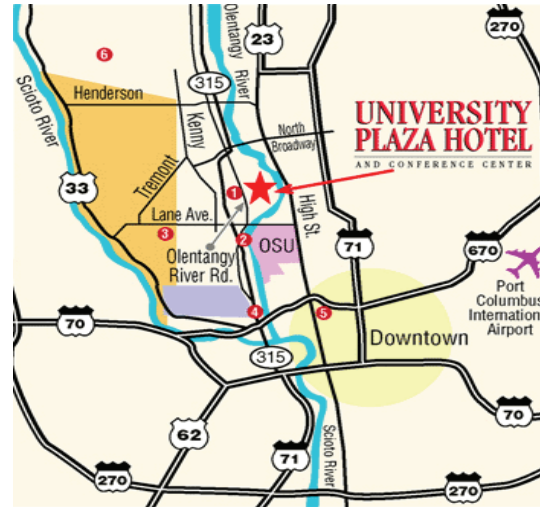 270
23
270
6
315
Olentangy
River
Scioto River
Henderson
Kenny
UNIVERSITY
PLAZA HOTEL
AND CONFERENCE CENTER
North
Broadway
33
Tremont
1
High St.
Lane Ave.
3
2
OSU
71
670
Olentangy
River Rd.
Port
Columbus
International
Airport
4
5
70
Downtown
315
62
70
71
Scioto River
270
270